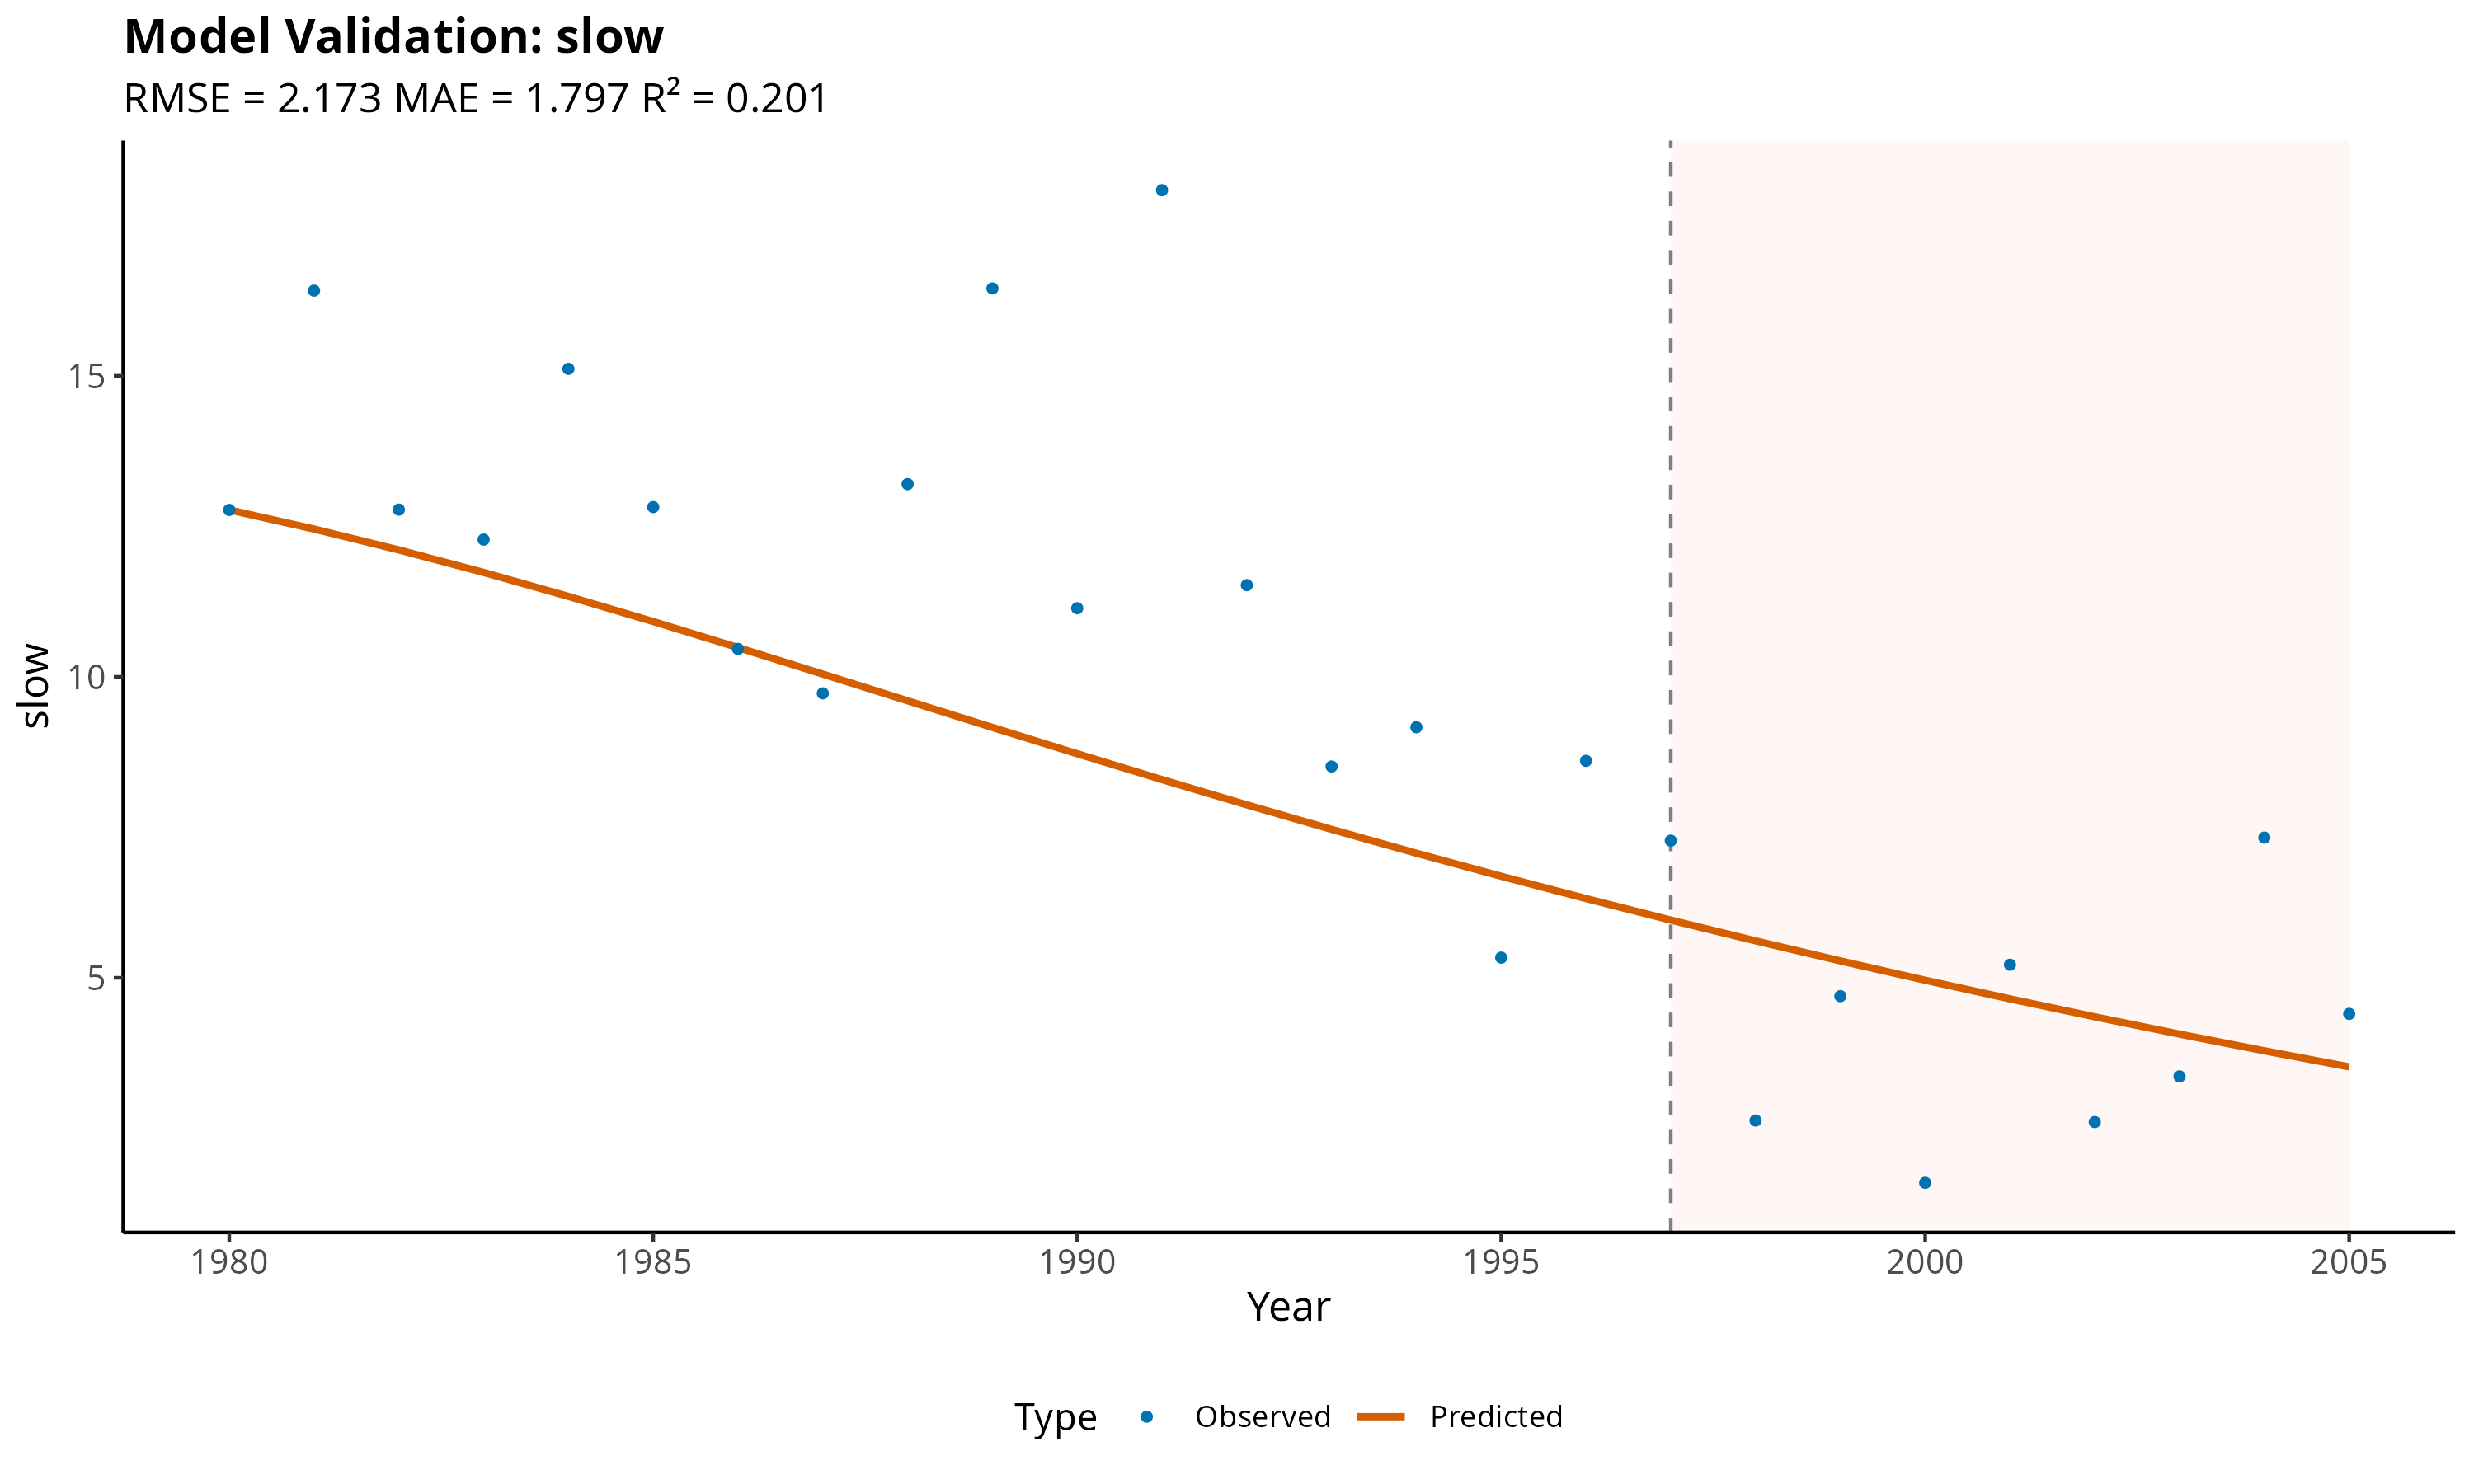 Model Validation: slow
RMSE = 2.173 MAE = 1.797 R² = 0.201
slow
15
10
5
1980 1985 1990 1995 2000 2005
Year
Type Observed Predicted